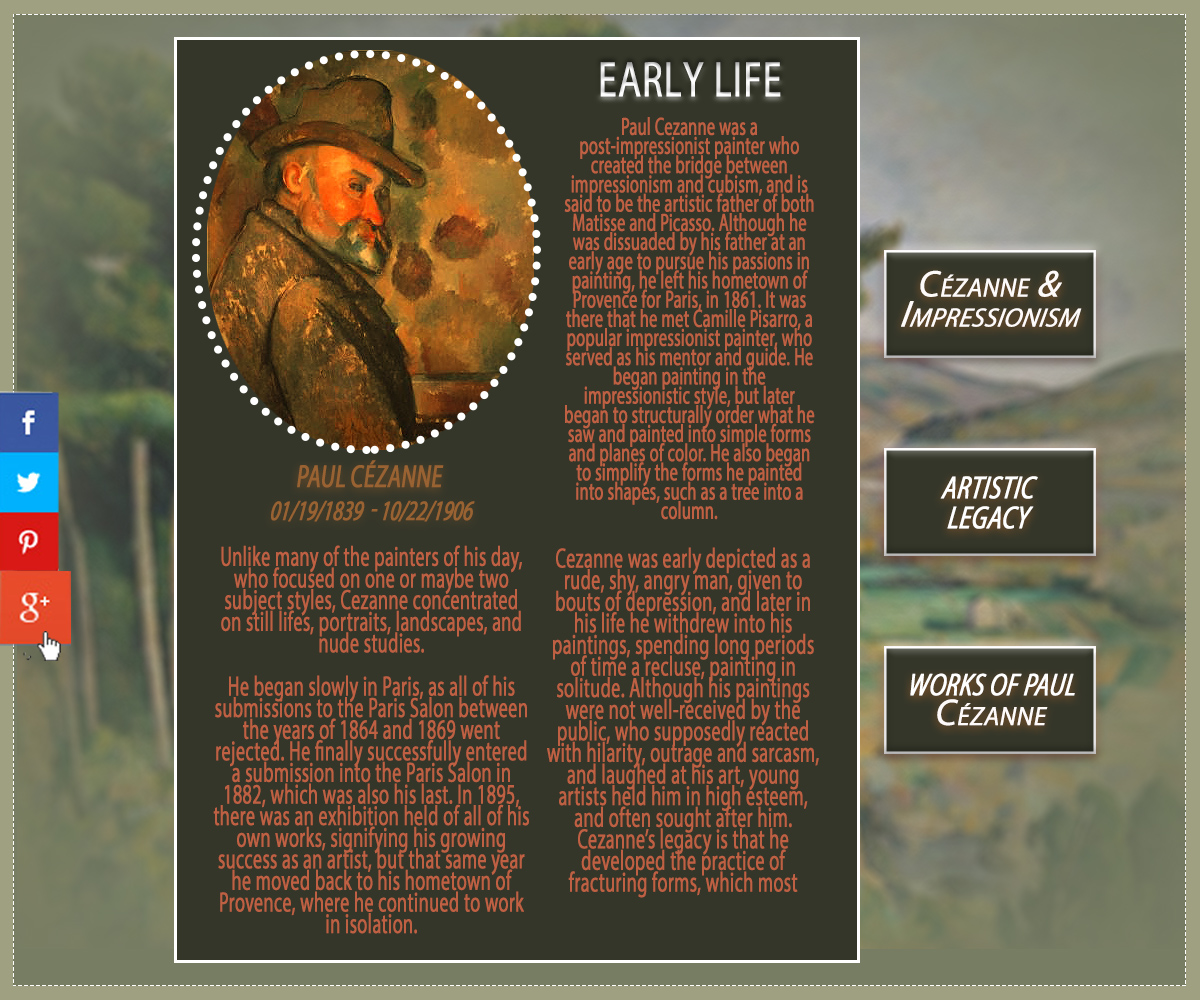 EARLY LIFE
Paul Cezanne was a
post-impressionist painter who
created the bridge between
impressionism and cubism, and is
said to be the artistic father of both
Matisse and Picasso. Although he
was dissuaded by his father at an
early age to pursue his passions in
painting, he left his hometown of
Provence for Paris, in 1861. It was
there that he met Camille Pisarro, a
popular impressionist painter, who
served as his mentor and guide. He
began painting in the
impressionistic style, but later
began to structurally order what he
saw and painted into simple forms
and planes of color. He also began
to simplify the forms he painted
into shapes, such as a tree into a
column.
PAUL CÉZANNE
01/19/1839 - 10/22/1906
Unlike many of the painters of his day,
who focused on one or maybe two
subject styles, Cezanne concentrated
on still lifes, portraits, landscapes, and
nude studies.
He began slowly in Paris, as all of his
submissions to the Paris Salon between
the years of 1864 and 1869 went
rejected. He finally successfully entered
a submission into the Paris Salon in
1882, which was also his last. In 1895,
there was an exhibition held of all of his
own works, signifying his growing
success as an artist, but that same year
he moved back to his hometown of
Provence, where he continued to work
in isolation.
Cezanne was early depicted as a
rude, shy, angry man, given to
bouts of depression, and later in
his life he withdrew into his
paintings, spending long periods
of time a recluse, painting in
solitude. Although his paintings
were not well-received by the
public, who supposedly reacted
with hilarity, outrage and sarcasm,
and laughed at his art, young
artists held him in high esteem,
and often sought after him.
Cezanne's legacy is that he
developed the practice of
fracturing forms, which most
CÉZANNE &
IMPRESSIONISM
ARTISTIC
LEGACY
WORKS OF PAUL
CÉZANNE
f
g+